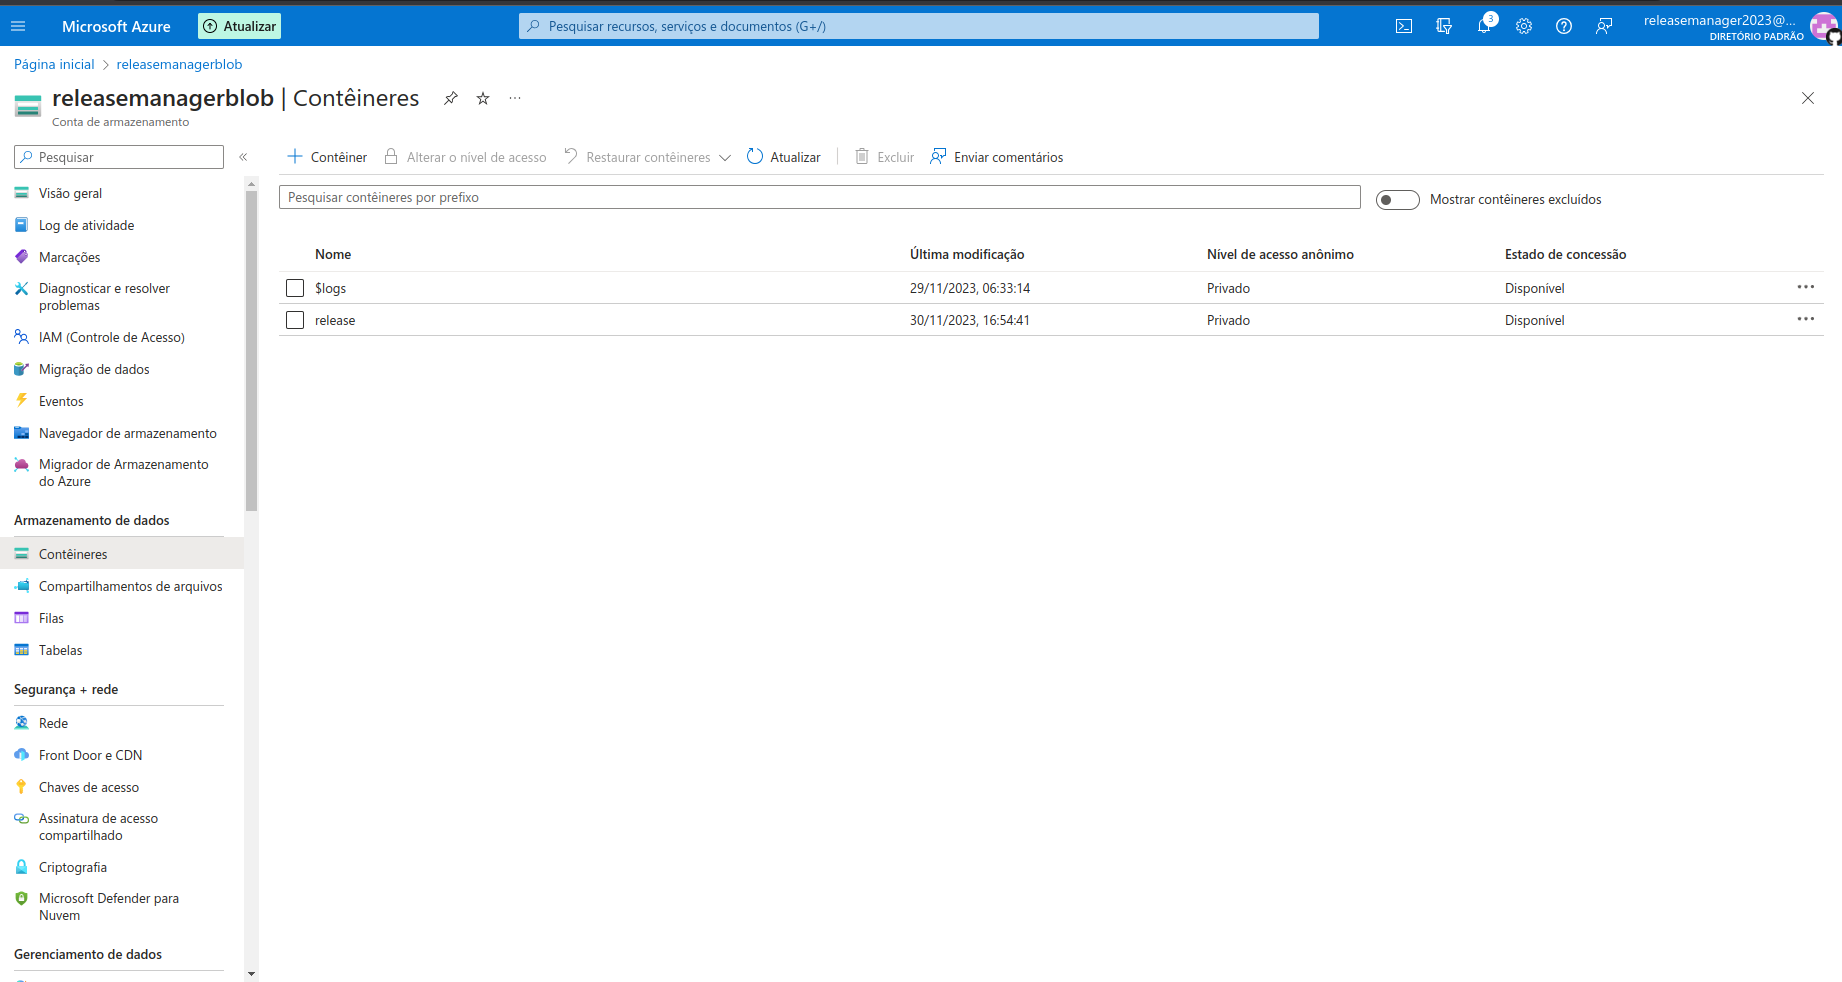 Microsoft Azure
Atualizar
Pesquisar recursos, serviços e documentos (G+/)
3
releasemanager2023@...
DIRETÓRIO PADRÃO
Página inicial > releasemanagerblob
releasemanagerblob | Contêineres
Conta de armazenamento
Pesquisar
Visão geral
Log de atividade
Marcações
Diagnosticar e resolver
problemas
IAM (Controle de Acesso)
Migração de dados
Eventos
Navegador de armazenamento
Migrador de Armazenamento
do Azure
Armazenamento de dados
Contêineres
Compartilhamentos de arquivos
Filas
Tabelas
Segurança + rede
Rede
Front Door e CDN
Chaves de acesso
Assinatura de acesso
compartilhado
Criptografia
Microsoft Defender para
Nuvem
Gerenciamento de dados
Contêiner Alterar o nível de acesso Restaurar contêineres Atualizar Excluir Enviar comentários
Pesquisar contêineres por prefixo
Mostrar contêineres excluídos
Nome Última modificação Nível de acesso anônimo Estado de concessão
$logs 29/11/2023, 06:33:14 Privado Disponível
release 30/11/2023, 16:54:41 Privado Disponível